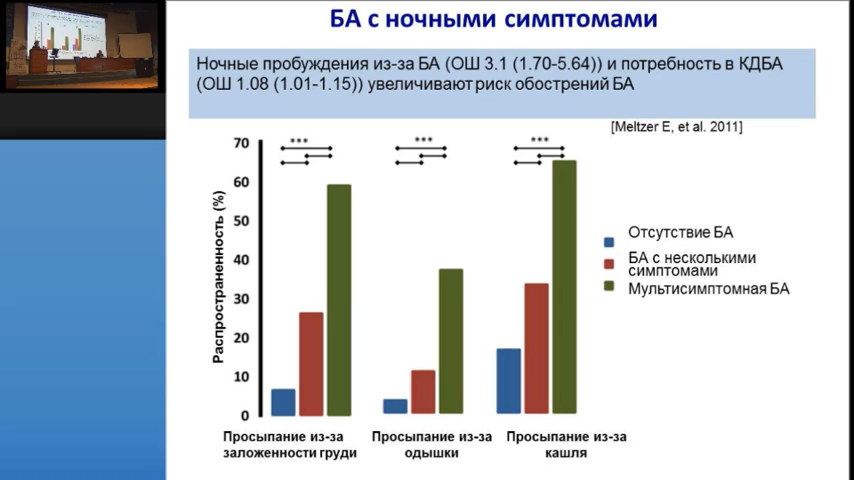 БА с ночными симптомами
Ночные пробуждения из-за БА (ОШ 3.1 (1.70-5.64)) и потребность в КДБА
(ОШ 1.08 (1.01-1.15)) увеличивают риск обострений БА
[Meltzer E, et al. 2011]
***
***
***
Распространенность (%)
70
60
50
40
30
20
10
0
Отсутствие БА
БА с несколькими
симптомами
Мультисимптомная БА
Просыпание из-за
заложенности груди
Просыпание из-за
одышки
Просыпание из-за
кашля